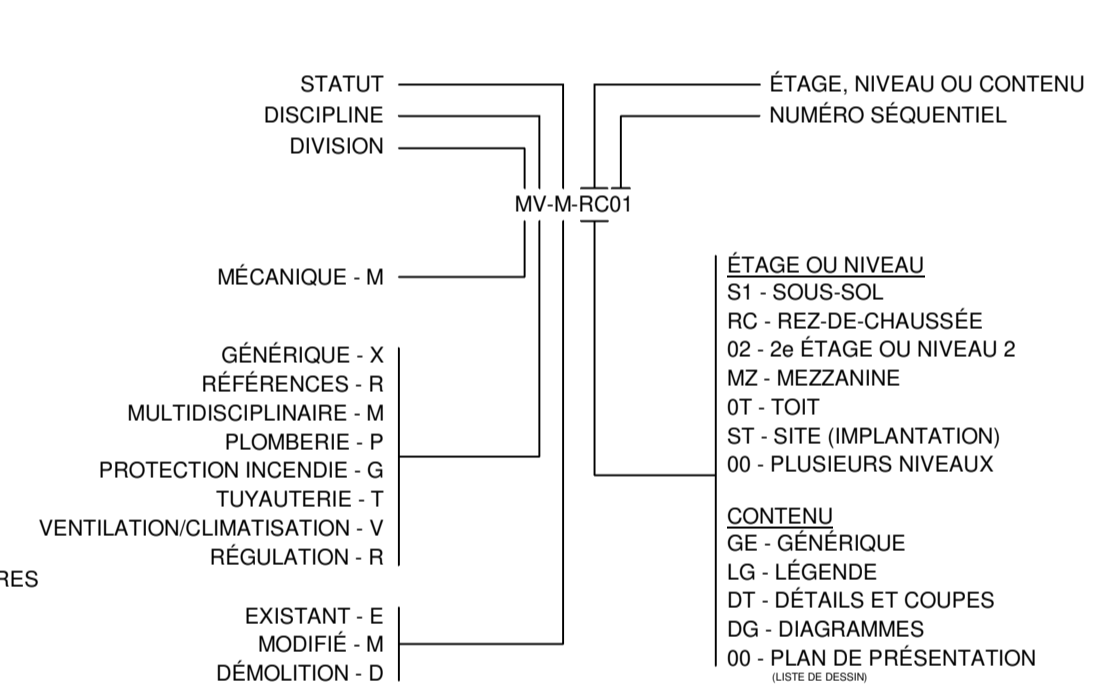 STATUT
DISCIPLINE
DIVISION
ÉTAGE, NIVEAU OU CONTENU
NUMÉRO SÉQUENTIEL
MV-M-RC01
MÉCANIQUE - M
GÉNÉRIQUE - X
RÉFÉRENCES - R
MULTIDISCIPLINAIRE - M
PLOMBERIE - P
PROTECTION INCENDIE - G
TUYAUTERIE - T
VENTILATION/CLIMATISATION - V
RÉGULATION - R
RES
EXISTANT - E
MODIFIÉ - M
DÉMOLITION - D
ÉTAGE OU NIVEAU
S1 - SOUS-SOL
RC - REZ-DE-CHAUSSÉE
02 - 2e ÉTAGE OU NIVEAU 2
MZ - MEZZANINE
0T - TOIT
ST - SITE (IMPLANTATION)
00 - PLUSIEURS NIVEAUX
CONTENU
GE - GÉNÉRIQUE
LG - LÉGENDE
DT - DÉTAILS ET COUPES
DG - DIAGRAMMES
00 - PLAN DE PRÉSENTATION
(LISTE DE DESSIN)